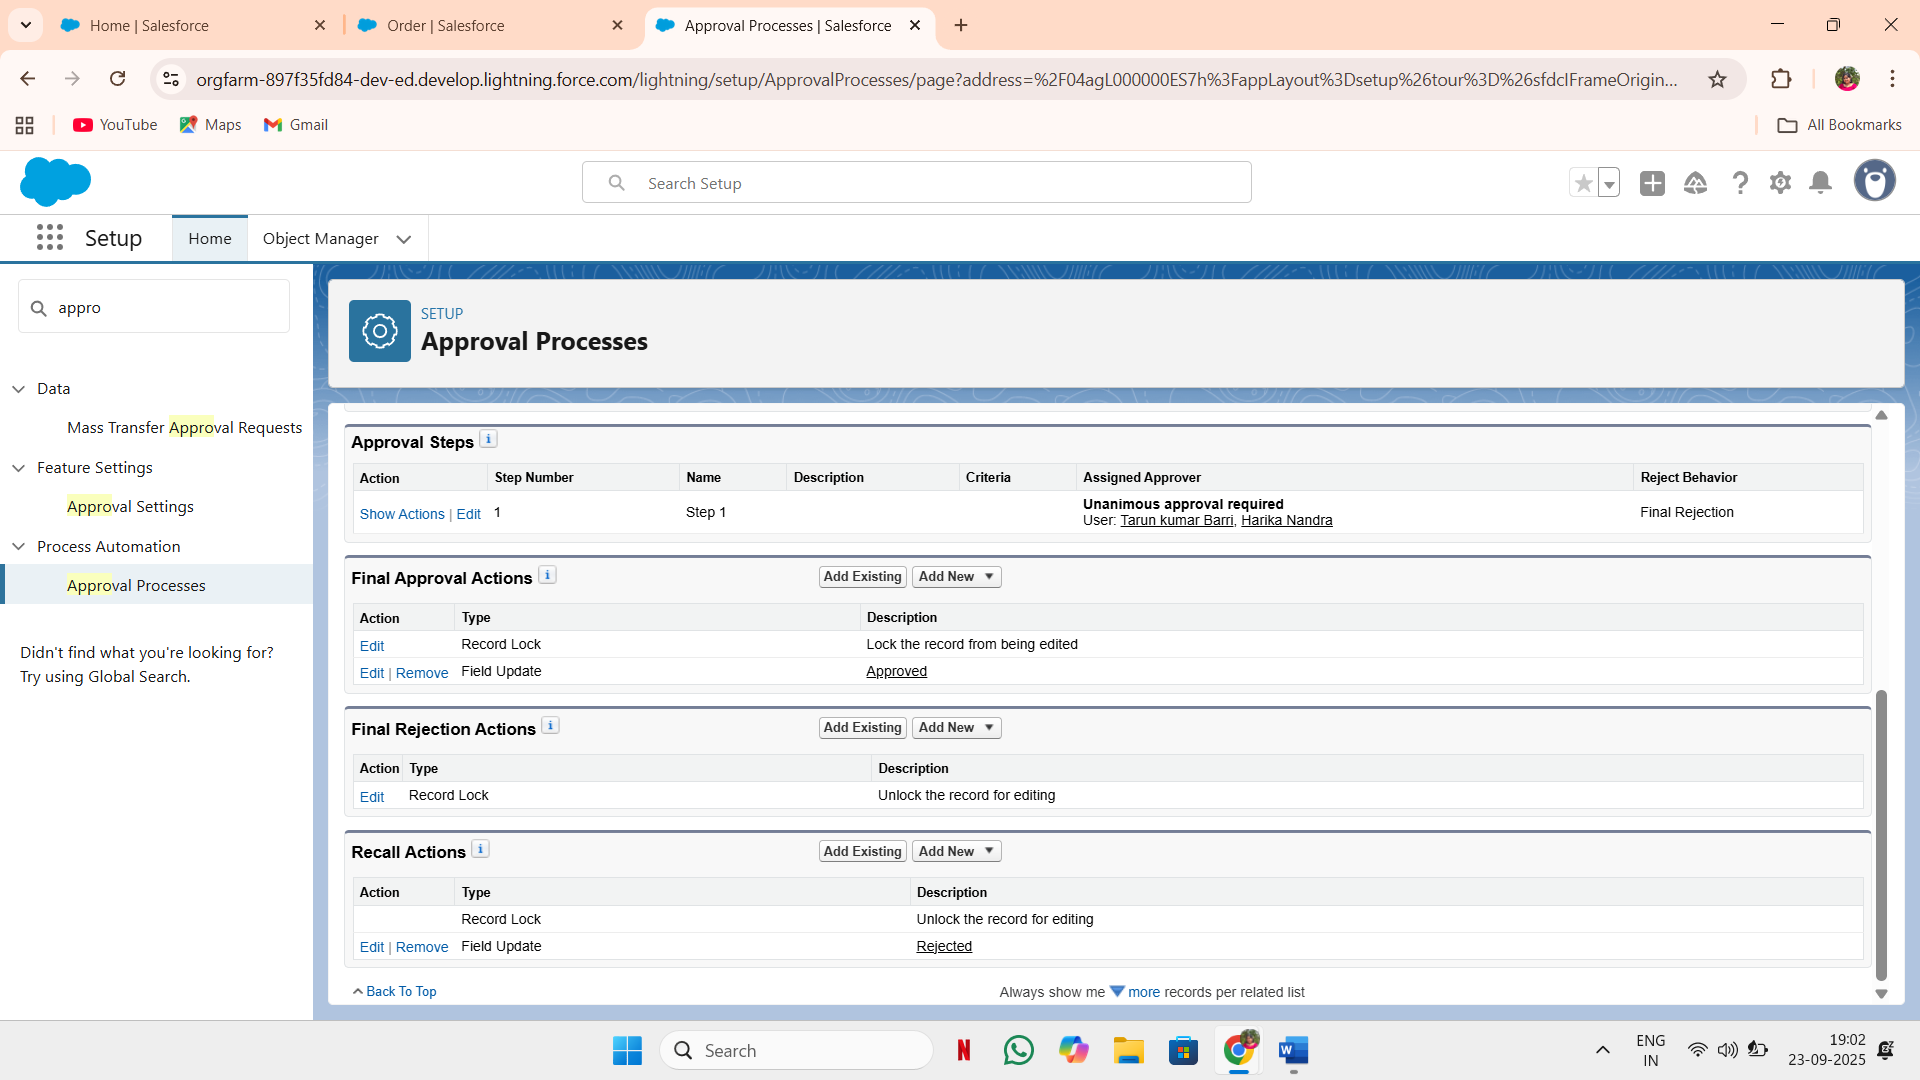 Home | Salesforce
Order | Salesforce
Approval Processes | Salesforce
orgfarm-897f35fd84-dev-ed.develop.lightning.force.com/lightning/setup/ApprovalProcesses/page?address=%2F04agL000000ES7h%3FappLayout%3Dsetup%26tour%3D%26sfdcIFrameOrigin...
YouTube
Maps
Gmail
All Bookmarks
Search Setup
Setup
Home
Object Manager
appro
Data
Mass Transfer Approval Requests
Feature Settings
Approval Settings
Process Automation
Approval Processes
Didn't find what you're looking for?
Try using Global Search.
SETUP
Approval Processes
Approval Steps i
Action Step Number Name Description Criteria Assigned Approver Reject Behavior
Show Actions | Edit 1 Step 1 Unanimous approval required
User: Tarun kumar Barri, Harika Nandra Final Rejection
Final Approval Actions i Add Existing Add New
Action Type Description
Edit Record Lock Lock the record from being edited
Edit | Remove Field Update Approved
Final Rejection Actions i Add Existing Add New
Action Type Description
Edit Record Lock Unlock the record for editing
Recall Actions i Add Existing Add New
Action Type Description
Record Lock Unlock the record for editing
Edit | Remove Field Update Rejected
Back To Top
Always show me more records per related list
Search
N
W
ENG
IN
19:02
23-09-2025